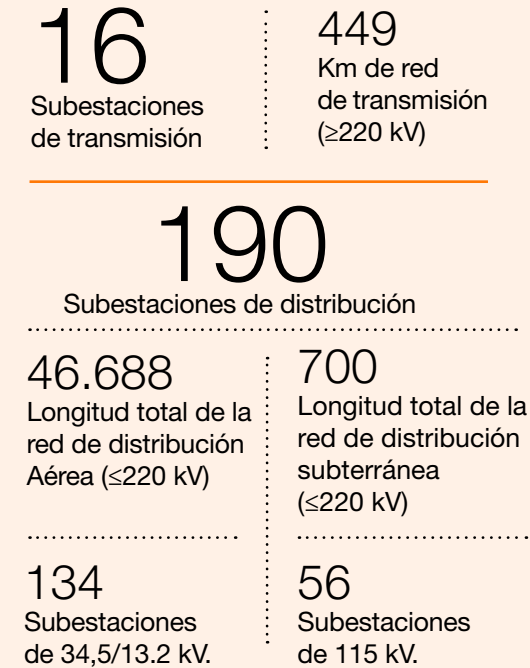 16
Subestaciones
de transmisión
449
Km de red
de transmisión
(≥220 kV)
190
Subestaciones de distribución
46.688
Longitud total de la
red de distribución
Aérea (≤220 kV)
700
Longitud total de la
red de distribución
subterránea
(≤220 kV)
134
Subestaciones
de 34,5/13.2 kV.
56
Subestaciones
de 115 kV.